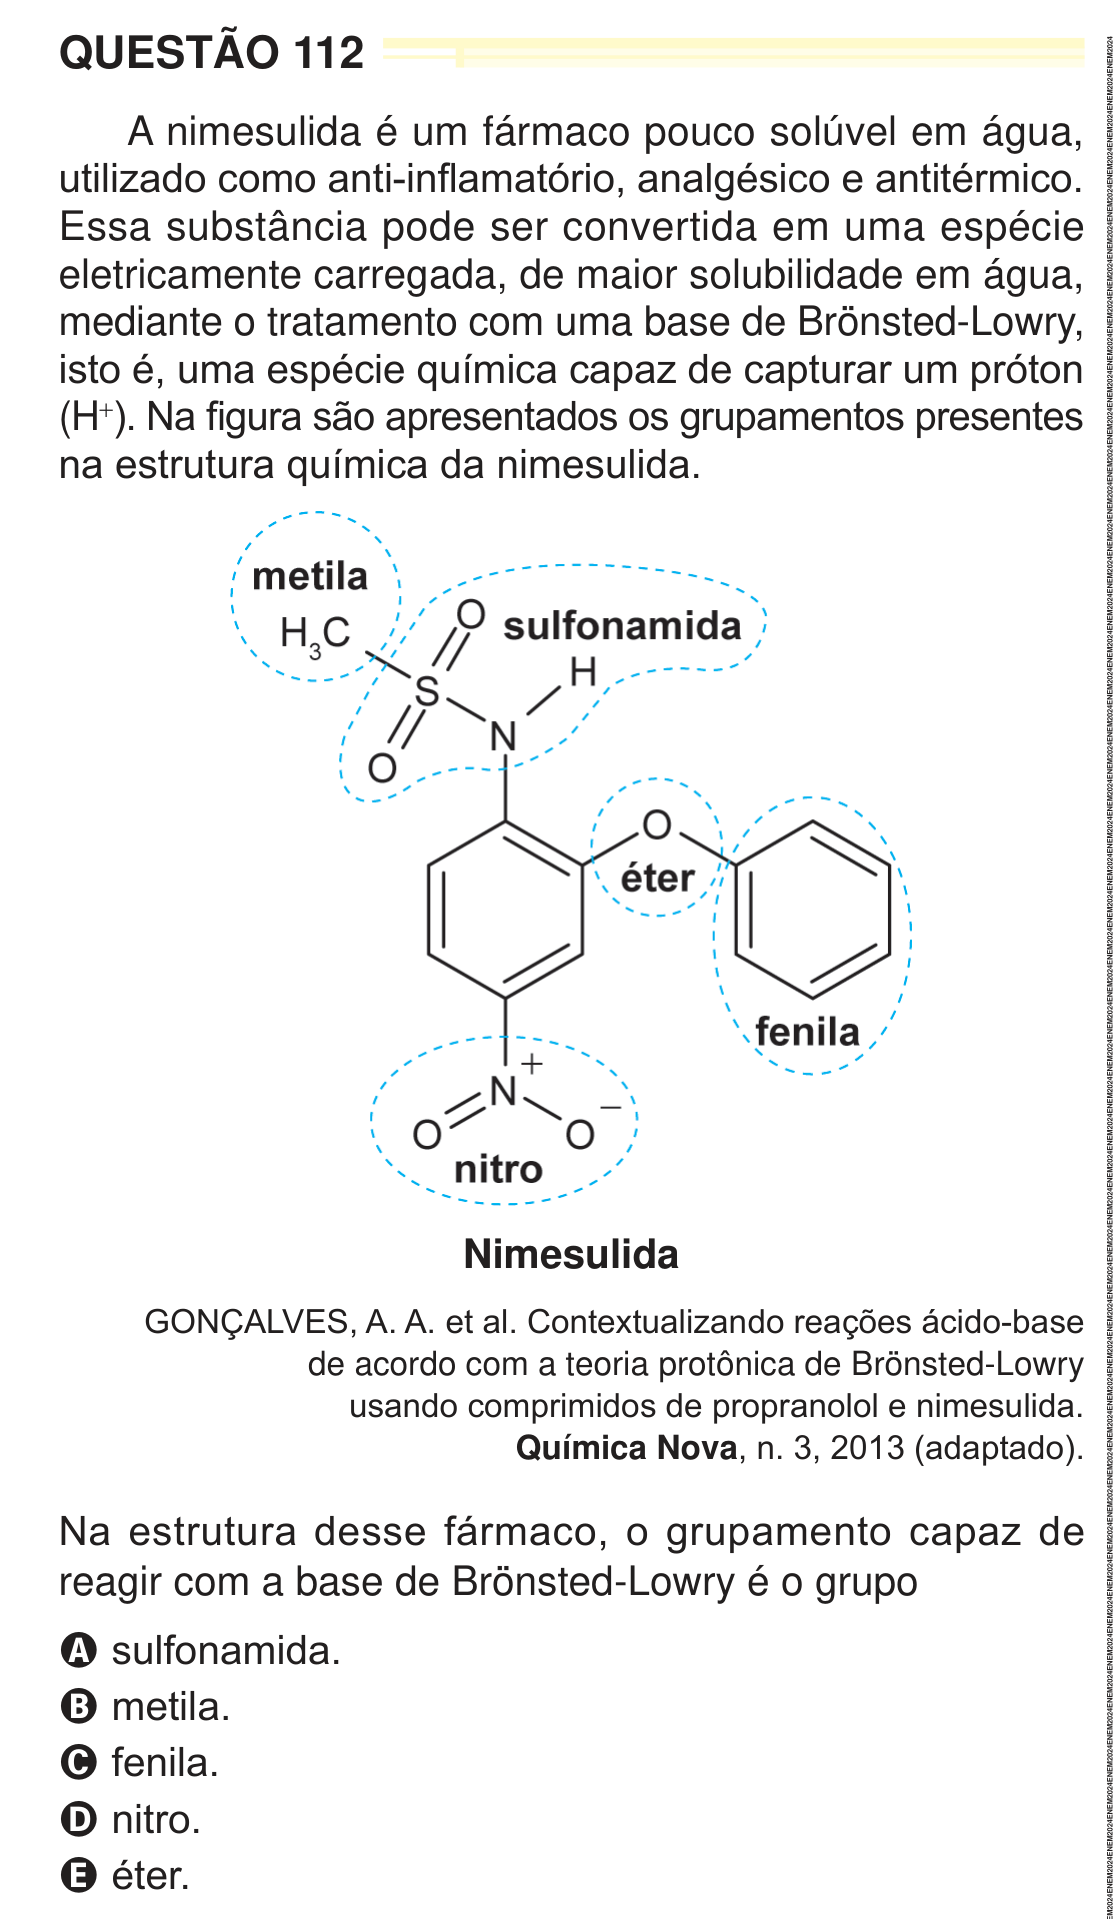 QUESTÃO 112
A nimesulida é um fármaco pouco solúvel em água,
utilizado como anti-inflamatório, analgésico e antitérmico.
Essa substância pode ser convertida em uma espécie
eletricamente carregada, de maior solubilidade em água,
mediante o tratamento com uma base de Brönsted-Lowry,
isto é, uma espécie química capaz de capturar um próton
(H⁺). Na figura são apresentados os grupamentos presentes
na estrutura química da nimesulida.
metila
H₃C
O
sulfonamida
H
S
N
O
O
éter
fenila
N
+
O
O
−
nitro
Nimesulida
GONÇALVES, A. A. et al. Contextualizando reações ácido-base
de acordo com a teoria protônica de Brönsted-Lowry
usando comprimidos de propranolol e nimesulida.
Química Nova, n. 3, 2013 (adaptado).
Na estrutura desse fármaco, o grupamento capaz de
reagir com a base de Brönsted-Lowry é o grupo
A sulfonamida.
B metila.
C fenila.
D nitro.
E éter.